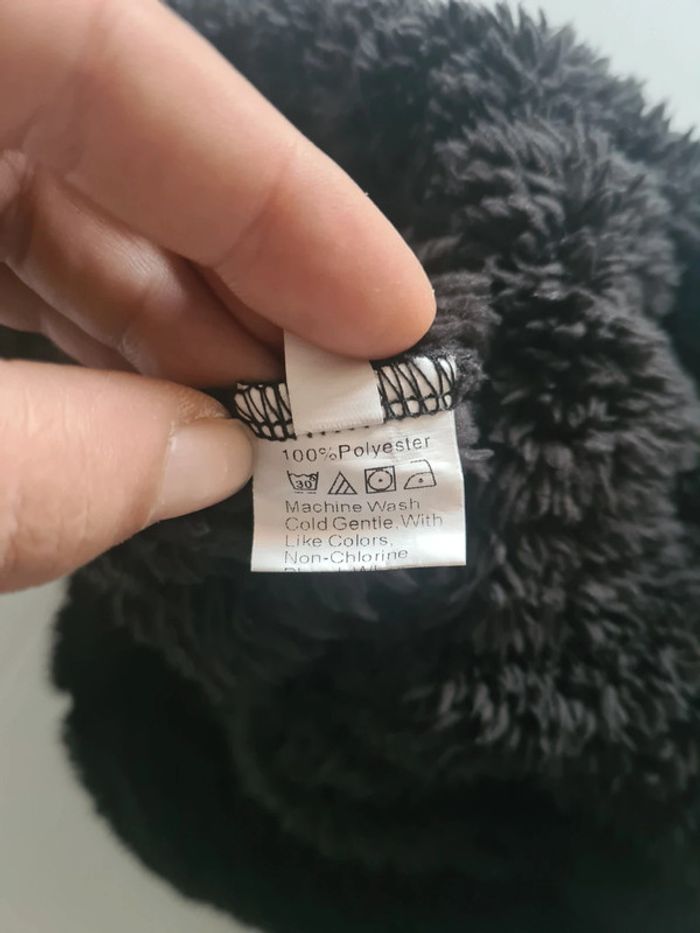 100%Polyester
30
Machine Wash
Cold Gentle, With
Like Colors,
Non-Chlorine